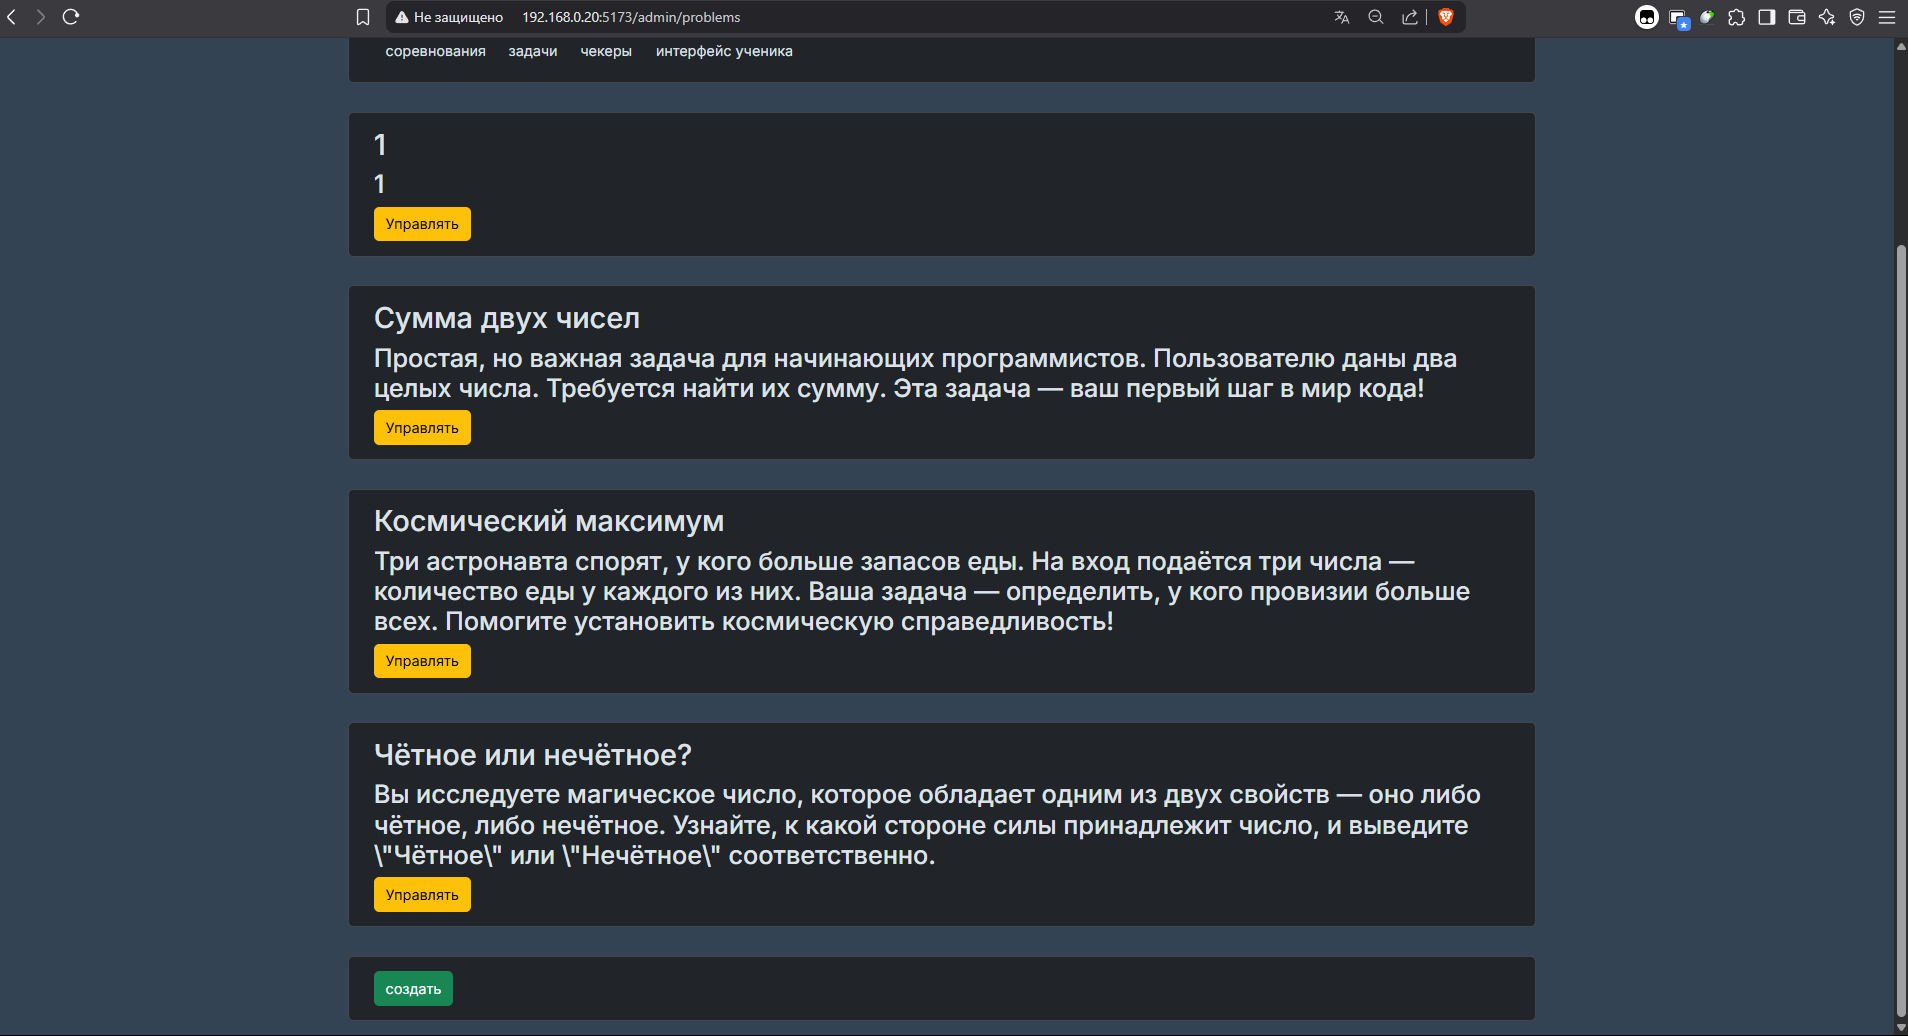 Не защищено 192.168.0.20:5173/admin/problems
соревнования задачи чекеры интерфейс ученика
1
1
Управлять
Сумма двух чисел
Простая, но важная задача для начинающих программистов. Пользователю даны два
целых числа. Требуется найти их сумму. Эта задача — ваш первый шаг в мир кода!
Управлять
Космический максимум
Три астронавта спорят, у кого больше запасов еды. На вход подаётся три числа —
количество еды у каждого из них. Ваша задача — определить, у кого провизии больше
всех. Помогите установить космическую справедливость!
Управлять
Чётное или нечётное?
Вы исследуете магическое число, которое обладает одним из двух свойств — оно либо
чётное, либо нечётное. Узнайте, к какой стороне силы принадлежит число, и выведите
\"Чётное\" или \"Нечётное\" соответственно.
Управлять
создать